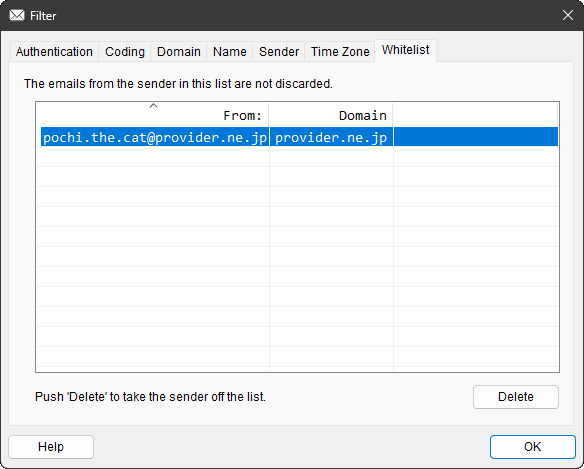 Filter
Authentication Coding Domain Name Sender Time Zone Whitelist
The emails from the sender in this list are not discarded.
From: Domain
pochi.the.cat@provider.ne.jp provider.ne.jp
Push 'Delete' to take the sender off the list.
Delete
Help
OK